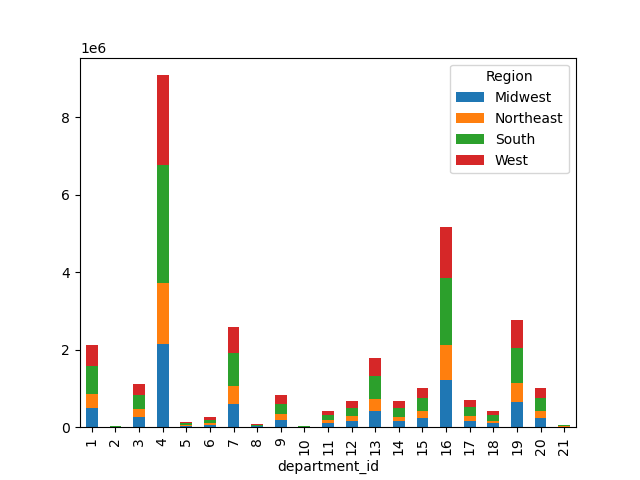 1e6
Region
Midwest
Northeast
South
West
8
6
4
2
0
1 2 3 4 5 6 7 8 9 10 11 12 13 14 15 16 17 18 19 20 21
department_id